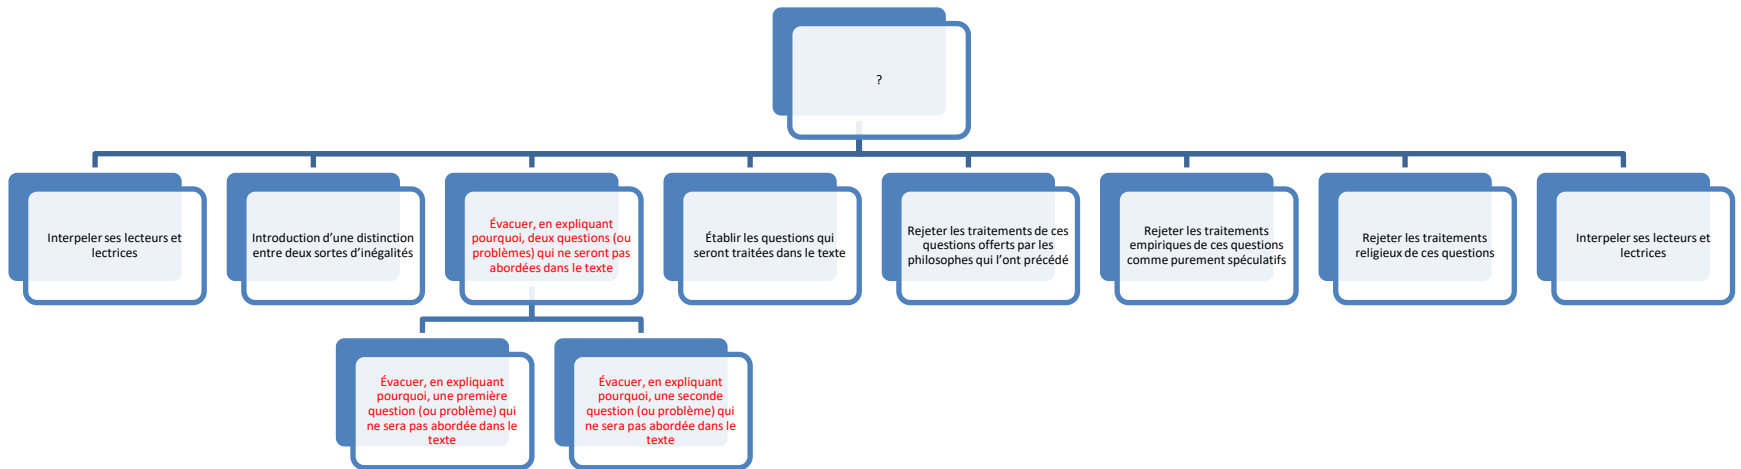 ?
Interpeler ses lecteurs et
lectrices
Introduction d’une distinction
entre deux sortes d’inégalités
Évacuer, en expliquant
pourquoi, deux questions (ou
problèmes) qui ne seront pas
abordées dans le texte
Établir les questions qui
seront traitées dans le texte
Rejeter les traitements de ces
questions offerts par les
philosophes qui l’ont précédé
Rejeter les traitements
empiriques de ces questions
comme purement spéculatifs
Rejeter les traitements
religieux de ces questions
Interpeler ses lecteurs et
lectrices
Évacuer, en expliquant
pourquoi, une première
question (ou problème) qui
ne sera pas abordée dans le
texte
Évacuer, en expliquant
pourquoi, une seconde
question (ou problème) qui
ne sera pas abordée dans le
texte